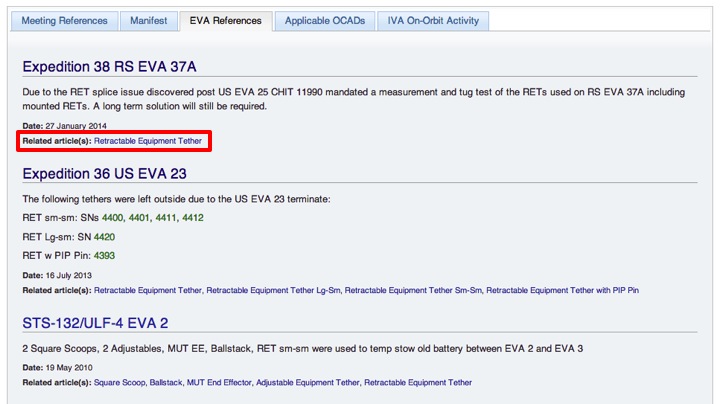 Meeting References
Manifest
EVA References
Applicable OCADs
IVA On-Orbit Activity
Expedition 38 RS EVA 37A
Due to the RET splice issue discovered post US EVA 25 CHIT 11990 mandated a measurement and tug test of the RETs used on RS EVA 37A including
mounted RETs. A long term solution will still be required.
Date: 27 January 2014
Related article(s): Retractable Equipment Tether
Expedition 36 US EVA 23
The following tethers were left outside due to the US EVA 23 terminate:
RET sm-sm: SNs 4400, 4401, 4411, 4412
RET Lg-sm: SN 4420
RET w PIP Pin: 4393
Date: 16 July 2013
Related article(s): Retractable Equipment Tether, Retractable Equipment Tether Lg-Sm, Retractable Equipment Tether Sm-Sm, Retractable Equipment Tether with PIP Pin
STS-132/ULF-4 EVA 2
2 Square Scoops, 2 Adjustables, MUT EE, Ballstack, RET sm-sm were used to temp stow old battery between EVA 2 and EVA 3
Date: 19 May 2010
Related article(s): Square Scoop, Ballstack, MUT End Effector, Adjustable Equipment Tether, Retractable Equipment Tether